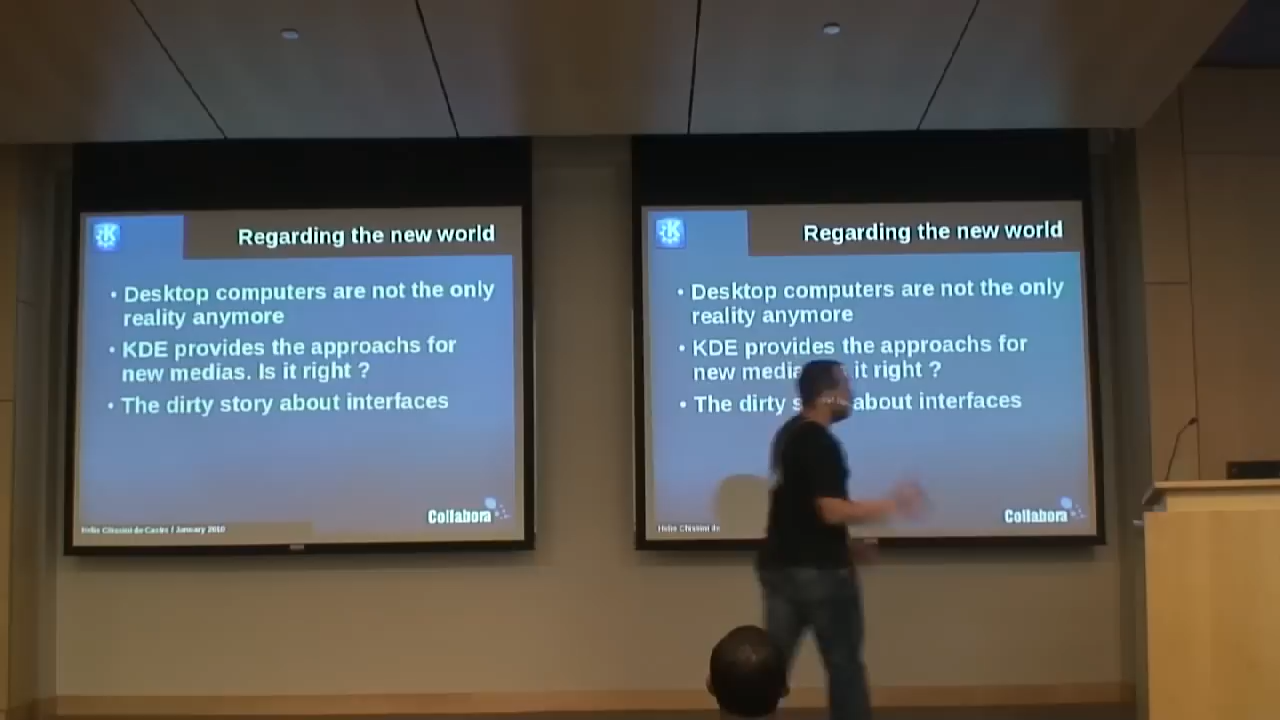 Regarding the new world
• Desktop computers are not the only
reality anymore
• KDE provides the approachs for
new medias. Is it right ?
• The dirty story about interfaces
Collabora
Helio Chissini de Castro / January 2010
Regarding the new world
• Desktop computers are not the only
reality anymore
• KDE provides the approachs for
new media it right ?
• The dirty s about interfaces
Collabora
Helio Chissini de